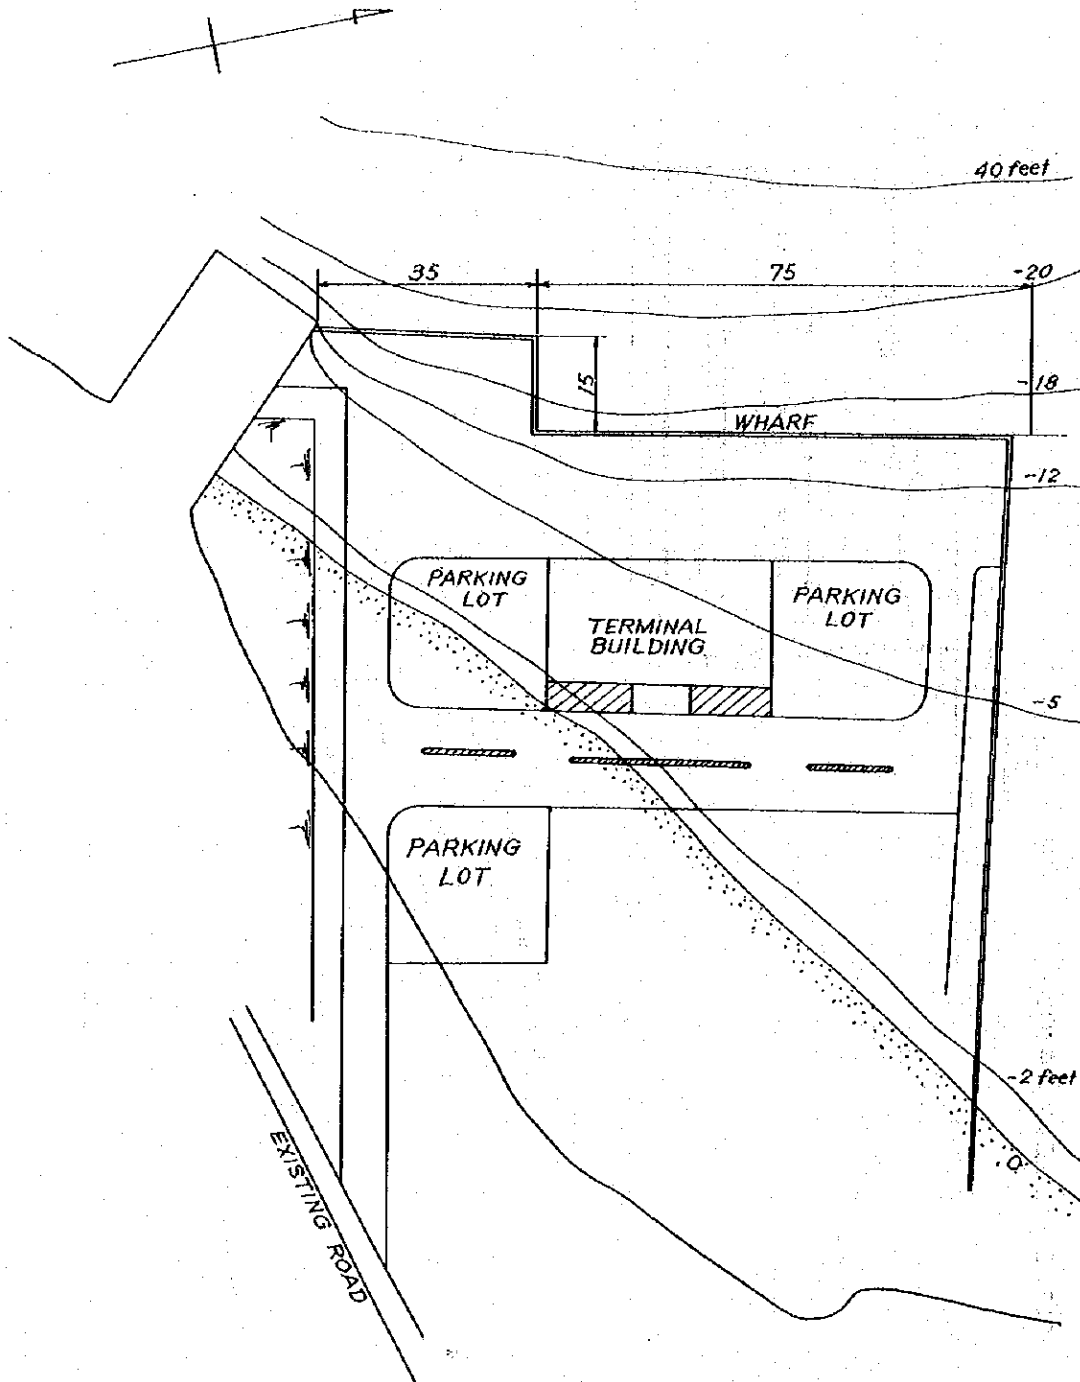 40 feet
35
75
-20
15
-18
WHARF
-12
PARKING
LOT
TERMINAL
BUILDING
PARKING
LOT
-5
PARKING
LOT
-2 feet
0
EXISTING ROAD